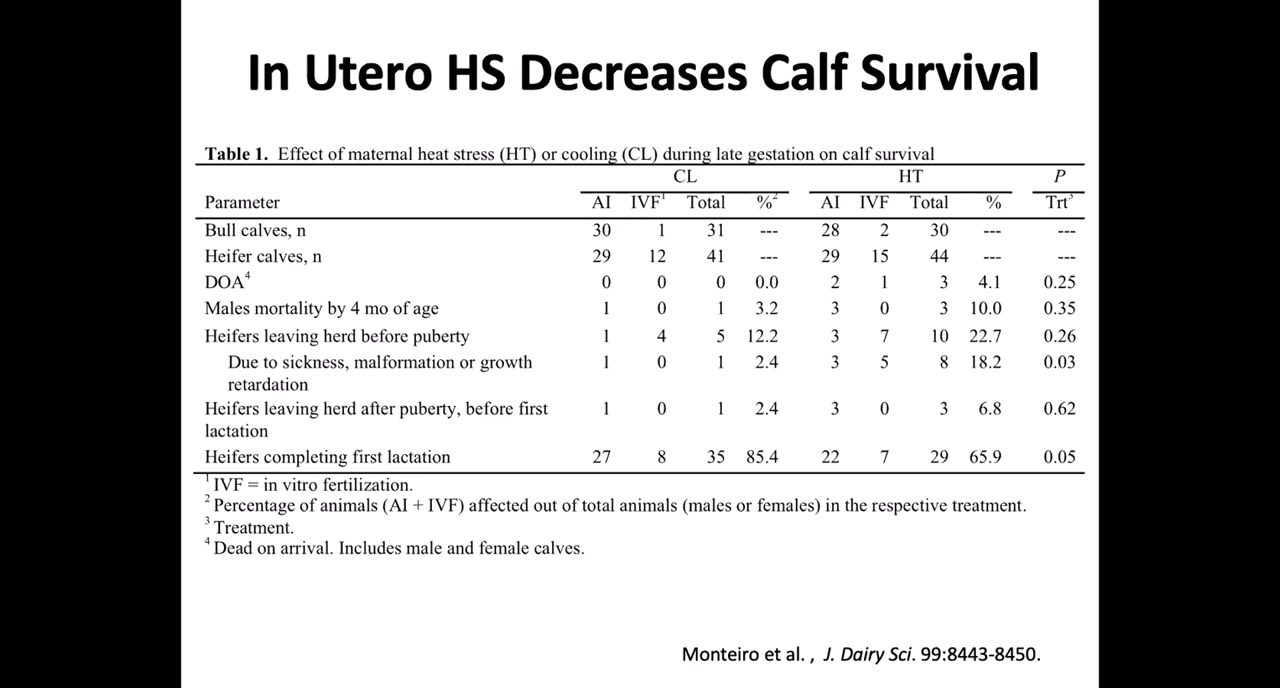 In Utero HS Decreases Calf Survival
Table 1. Effect of maternal heat stress (HT) or cooling (CL) during late gestation on calf survival
CL HT P
Parameter AI IVF1 Total %2 AI IVF Total % Trt3
Bull calves, n 30 1 31 --- 28 2 30 --- ---
Heifer calves, n 29 12 41 --- 29 15 44 --- ---
DOA4 0 0 0 0.0 2 1 3 4.1 0.25
Males mortality by 4 mo of age 1 0 1 3.2 3 0 3 10.0 0.35
Heifers leaving herd before puberty 1 4 5 12.2 3 7 10 22.7 0.26
Due to sickness, malformation or growth 1 0 1 2.4 3 5 8 18.2 0.03
retardation
Heifers leaving herd after puberty, before first 1 0 1 2.4 3 0 3 6.8 0.62
lactation
Heifers completing first lactation 27 8 35 85.4 22 7 29 65.9 0.05
1 IVF = in vitro fertilization.
2 Percentage of animals (AI + IVF) affected out of total animals (males or females) in the respective treatment.
3 Treatment.
4 Dead on arrival. Includes male and female calves.
Monteiro et al. , J. Dairy Sci. 99:8443-8450.